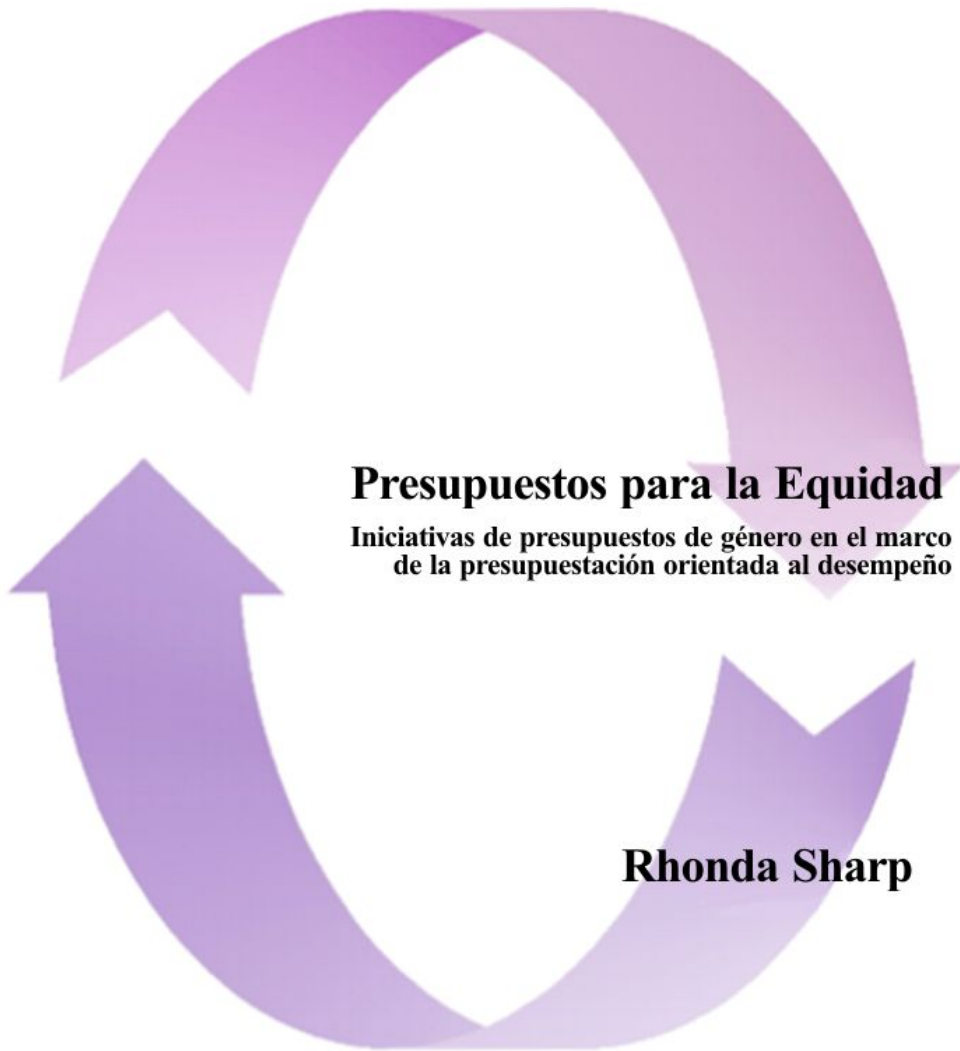 Presupuestos para la Equidad
Iniciativas de presupuestos de género en el marco
de la presupuestación orientada al desempeño
Rhonda Sharp